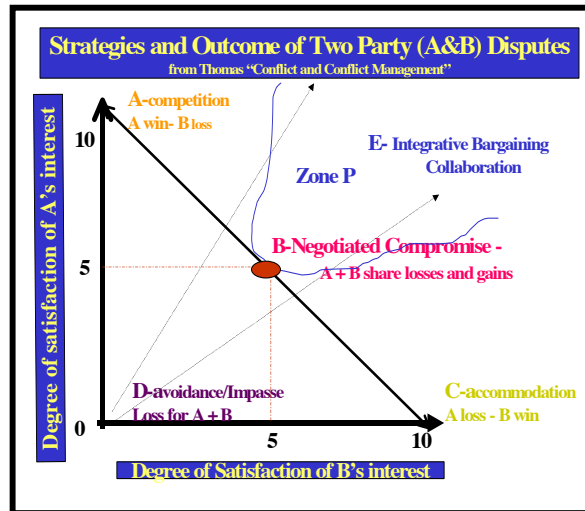 Strategies and Outcome of Two Party (A&B) Disputes
from Thomas “Conflict and Conflict Management”
A-competition
A win- B loss
10
E- Integrative Bargaining
Collaboration
Zone P
B-Negotiated Compromise -
A + B share losses and gains
5
Degree of satisfaction of A’s interest
D-avoidance/Impasse
Loss for A + B
C-accommodation
A loss - B win
0
5
10
Degree of Satisfaction of B’s interest